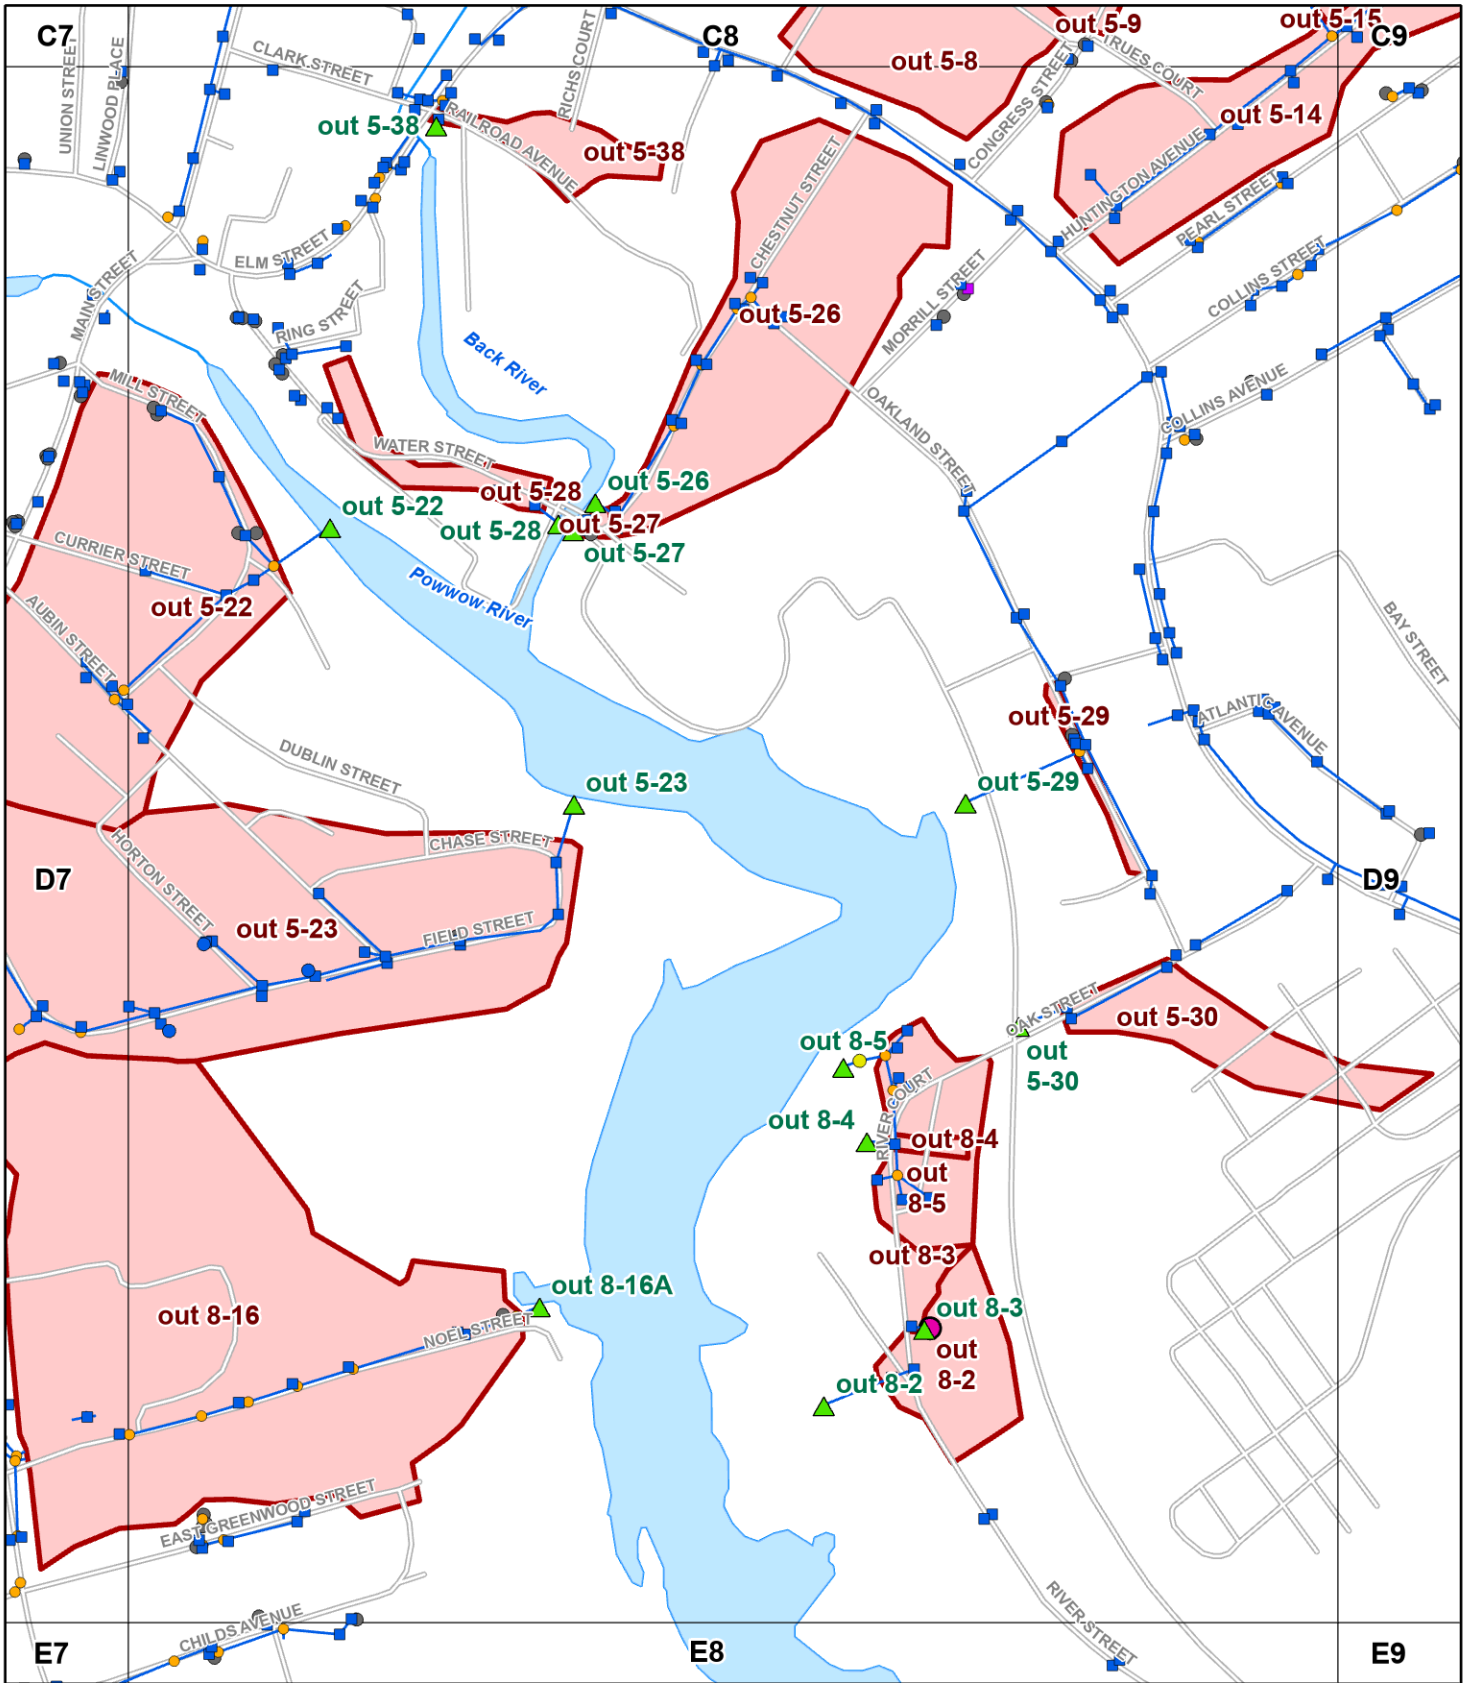 C7
C8
C9
out 5-9
out 5-15
UNION STREET
LINWOOD PLACE
CLARK STREET
RICHS COURT
out 5-8
CONGRESS STREET
TRUES COURT
out 5-14
out 5-38
RAILROAD AVENUE
out 5-38
CHESTNUT STREET
HUNTINGTON AVENUE
PEARL STREET
COLLINS STREET
ELM STREET
MAIN STREET
RING STREET
out 5-26
MORRILL STREET
Back River
MILL STREET
OAKLAND STREET
COLLINS AVENUE
WATER STREET
out 5-28
out 5-26
out 5-22
out 5-28
out 5-27
out 5-27
CURRIER STREET
Powwow River
out 5-22
AUBIN STREET
BAY STREET
out 5-29
ATLANTIC AVENUE
DUBLIN STREET
out 5-23
out 5-29
CHASE STREET
HORTON STREET
D7
D9
out 5-23
FIELD STREET
OAK STREET
out 5-30
out 8-5
out
5-30
RIVER COURT
out 8-4
out 8-4
out
8-5
out 8-3
out 8-16A
out 8-16
NOEL STREET
out 8-3
out
8-2
out 8-2
EAST GREENWOOD STREET
CHILDS AVENUE
RIVER STREET
E7
E8
E9